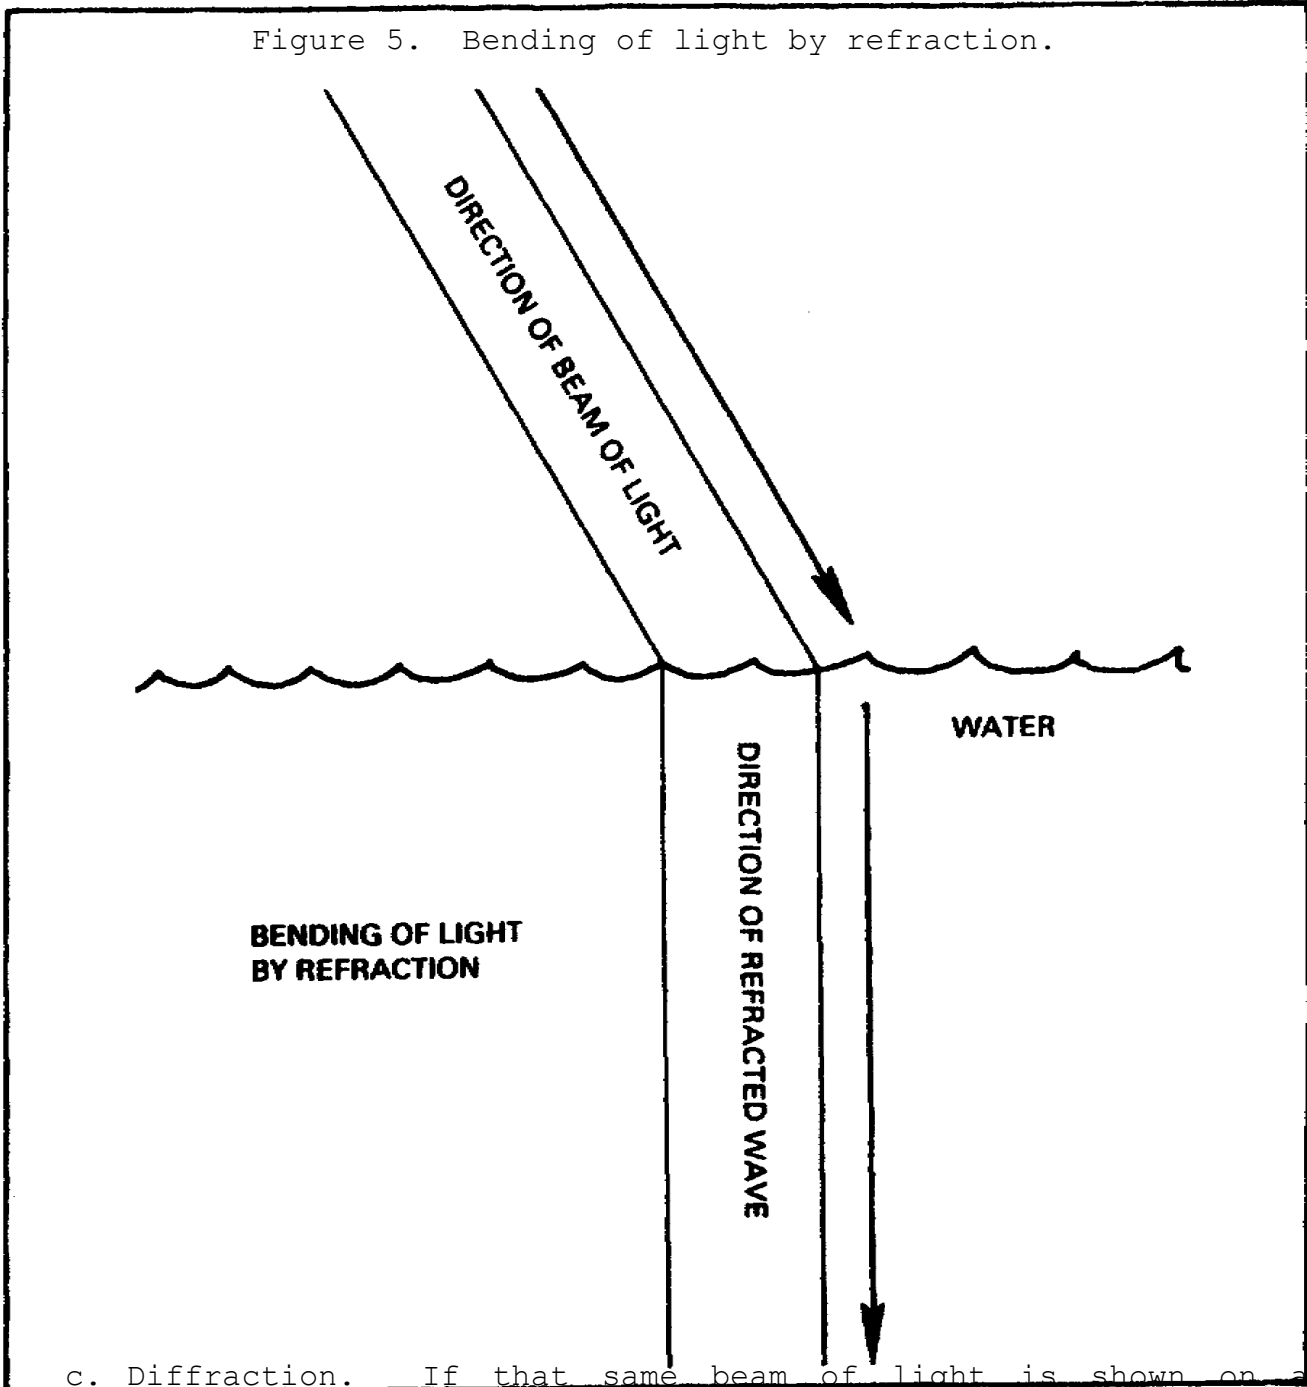 Figure 5. Bending of light by refraction.
DIRECTION OF BEAM OF LIGHT
WATER
DIRECTION OF REFRACTED WAVE
BENDING OF LIGHT
BY REFRACTION
c. Diffraction. If that same beam of light is shown on a